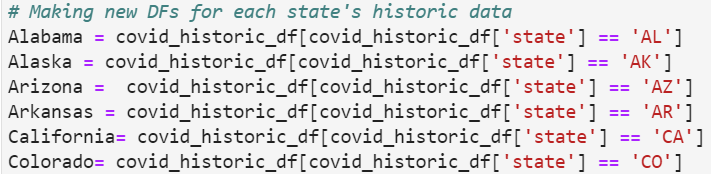 # Making new DFs for each state's historic data
Alabama = covid_historic_df[covid_historic_df['state'] == 'AL']
Alaska = covid_historic_df[covid_historic_df['state'] == 'AK']
Arizona =  covid_historic_df[covid_historic_df['state'] == 'AZ']
Arkansas = covid_historic_df[covid_historic_df['state'] == 'AR']
California= covid_historic_df[covid_historic_df['state'] == 'CA']
Colorado= covid_historic_df[covid_historic_df['state'] == 'CO']